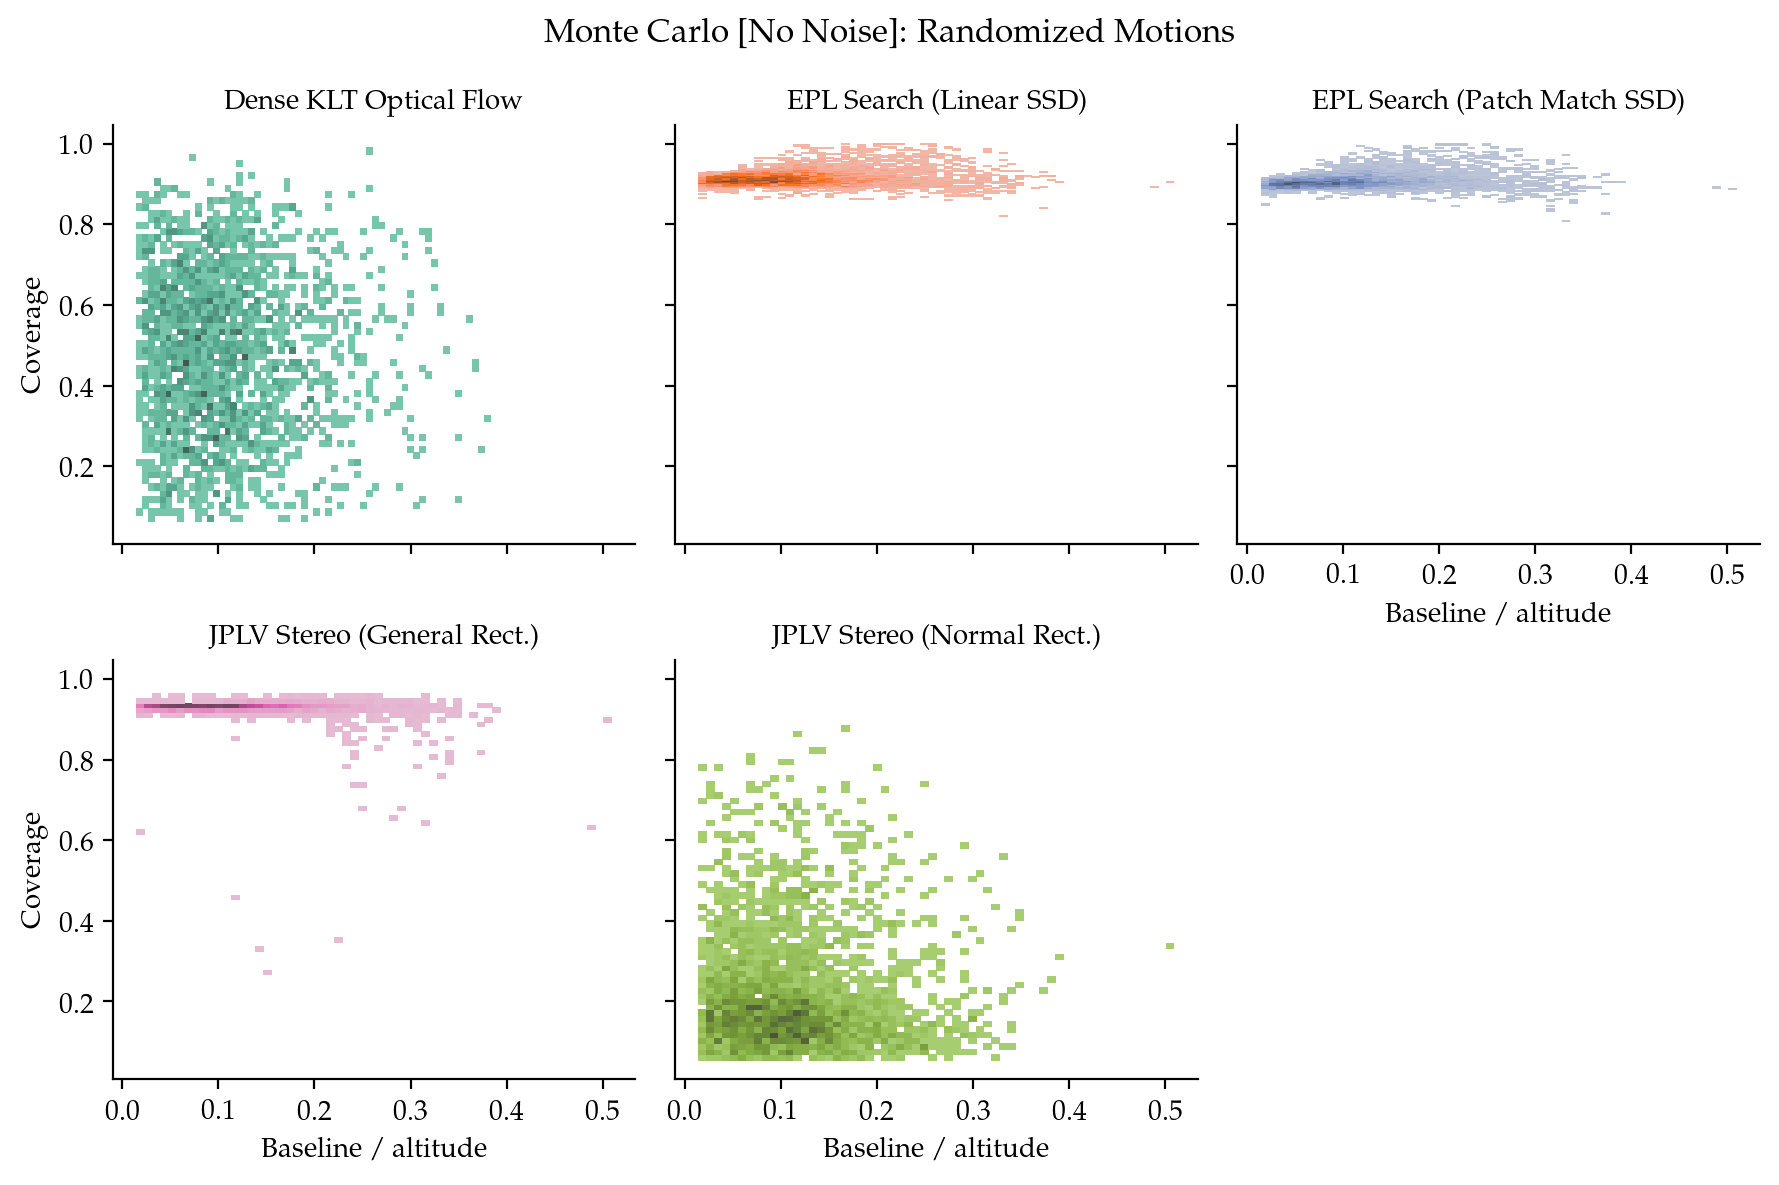 Monte Carlo [No Noise]: Randomized Motions
Dense KLT Optical Flow
EPL Search (Linear SSD)
EPL Search (Patch Match SSD)
1.0
0.8
0.6
0.4
0.2
Coverage
0.0 0.1 0.2 0.3 0.4 0.5
Baseline / altitude
JPLV Stereo (General Rect.)
JPLV Stereo (Normal Rect.)
1.0
0.8
0.6
0.4
0.2
Coverage
0.0 0.1 0.2 0.3 0.4 0.5
0.0 0.1 0.2 0.3 0.4 0.5
Baseline / altitude
Baseline / altitude